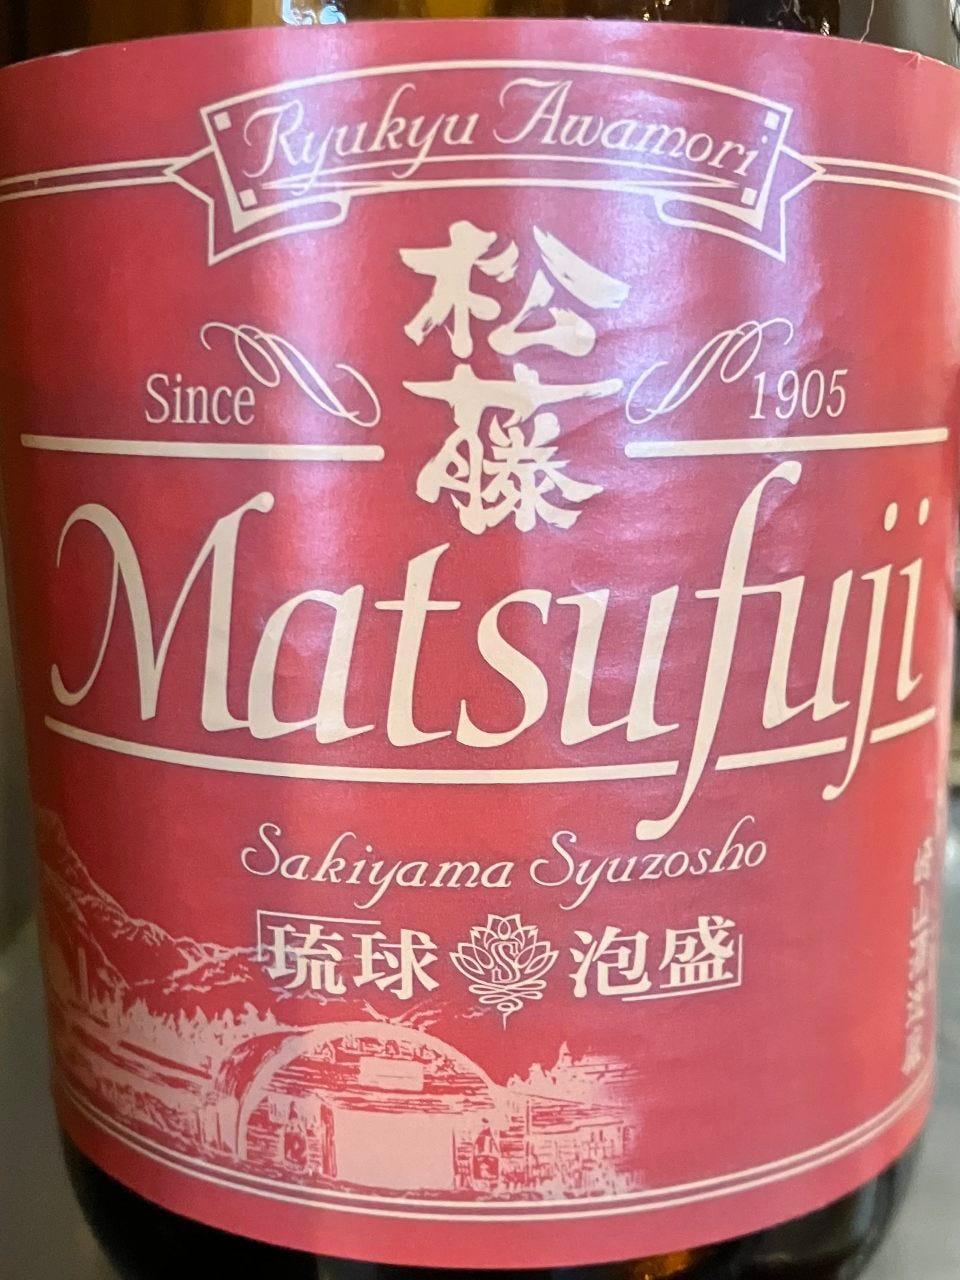 Ryukyu Awamori
松藤
Since 1905
Matsufuji
Sakiyama Syuzosho
琉球 S 泡盛